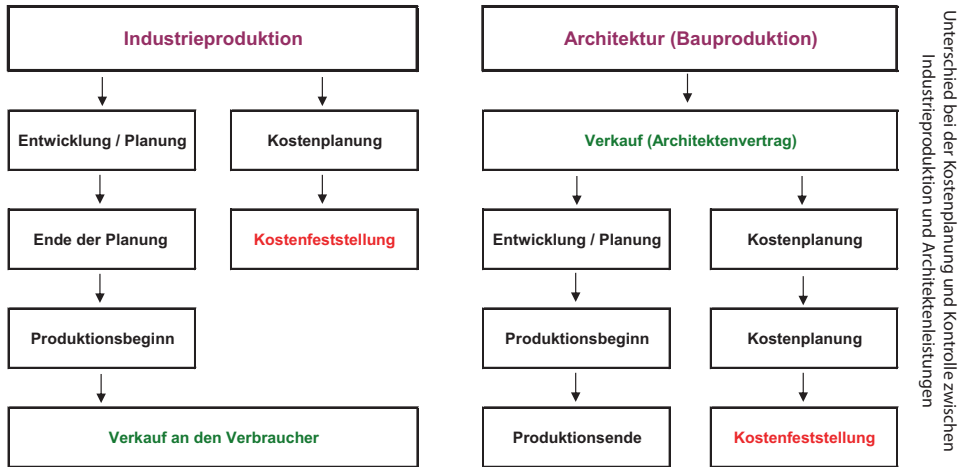 Industrieproduktion
Entwicklung / Planung
Kostenplanung
Ende der Planung
Kostenfeststellung
Produktionsbeginn
Verkauf an den Verbraucher
Architektur (Bauproduktion)
Verkauf (Architektenvertrag)
Entwicklung / Planung
Kostenplanung
Produktionsbeginn
Kostenplanung
Produktionsende
Kostenfeststellung
Unterschied bei der Kostenplanung und Kontrolle zwischen
Industrieproduktion und Architektenleistungen